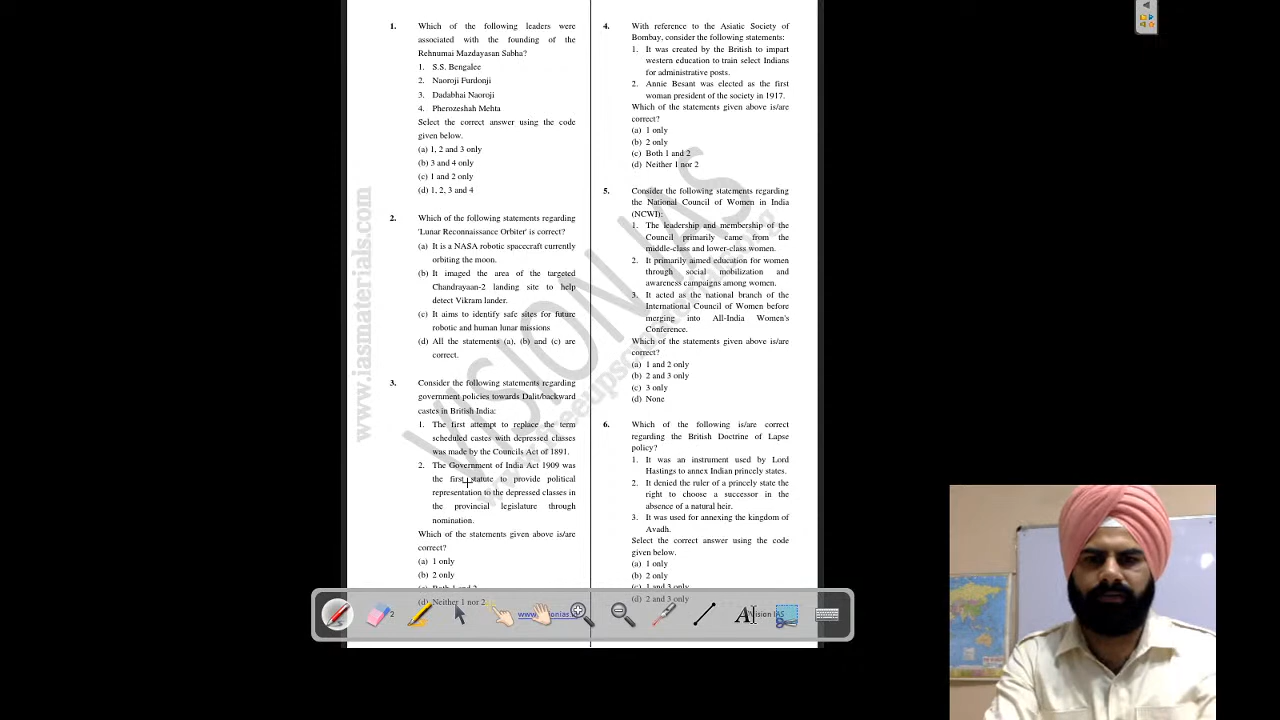 1. Which of the following leaders were
associated with the founding of the
Rehnumai Mazdayasan Sabha?
1. S.S. Bengalee
2. Naoroji Furdonji
3. Dadabhai Naoroji
4. Pherozeshah Mehta
Select the correct answer using the code
given below.
(a) 1, 2 and 3 only
(b) 3 and 4 only
(c) 1 and 2 only
(d) 1, 2, 3 and 4
2. Which of the following statements regarding
'Lunar Reconnaissance Orbiter' is correct?
(a) It is a NASA robotic spacecraft currently
orbiting the moon.
(b) It imaged the area of the targeted
Chandrayaan-2 landing site to help
detect Vikram lander.
(c) It aims to identify safe sites for future
robotic and human lunar missions
(d) All the statements (a), (b) and (c) are
correct.
3. Consider the following statements regarding
government policies towards Dalit/backward
castes in British India:
1. The first attempt to replace the term
scheduled castes with depressed classes
was made by the Councils Act of 1891.
2. The Government of India Act 1909 was
the first statute to provide political
representation to the depressed classes in
the provincial legislature through
nomination.
Which of the statements given above is/are
correct?
(a) 1 only
(b) 2 only
(c) Both 1 and 2
(d) Neither 1 nor 2
4. With reference to the Asiatic Society of
Bombay, consider the following statements:
1. It was created by the British to impart
western education to train select Indians
for administrative posts.
2. Annie Besant was elected as the first
woman president of the society in 1917.
Which of the statements given above is/are
correct?
(a) 1 only
(b) 2 only
(c) Both 1 and 2
(d) Neither 1 nor 2
5. Consider the following statements regarding
the National Council of Women in India
(NCWI):
1. The leadership and membership of the
Council primarily came from the
middle-class and lower-class women.
2. It primarily aimed education for women
through social mobilization and
awareness campaigns among women.
3. It acted as the national branch of the
International Council of Women before
merging into All-India Women's
Conference.
Which of the statements given above is/are
correct?
(a) 1 and 2 only
(b) 2 and 3 only
(c) 3 only
(d) None
6. Which of the following is/are correct
regarding the British Doctrine of Lapse
policy?
1. It was an instrument used by Lord
Hastings to annex Indian princely states.
2. It denied the ruler of a princely state the
right to choose a successor in the
absence of a natural heir.
3. It was used for annexing the kingdom of
Avadh.
Select the correct answer using the code
given below.
(a) 1 only
(b) 2 only
(c) 1 and 3 only
(d) 2 and 3 only
www.iasmaterials.com
VISION IAS
2
Vision IAS